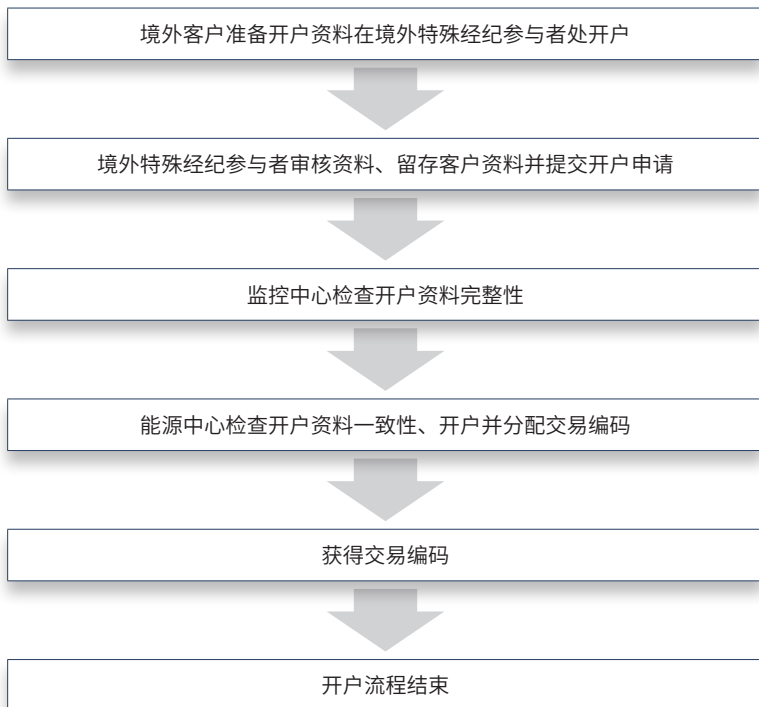 境外客户准备开户资料在境外特殊经纪参与者处开户
境外特殊经纪参与者审核资料、留存客户资料并提交开户申请
监控中心检查开户资料完整性
能源中心检查开户资料一致性、开户并分配交易编码
获得交易编码
开户流程结束